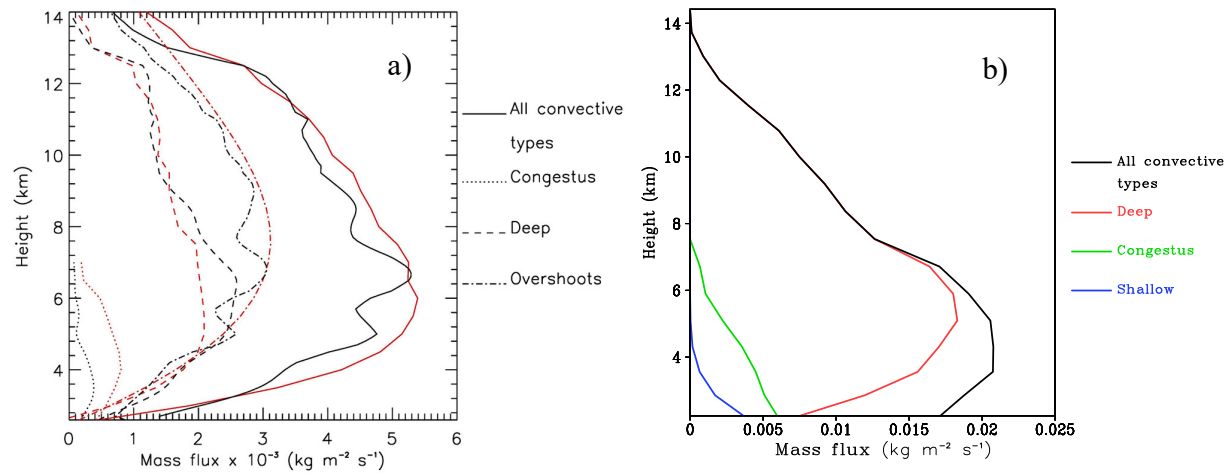 a)
14
12
10
8
6
4
Height (km)
0 1 2 3 4 5 6
Mass flux x 10⁻³ (kg m⁻² s⁻¹)
All convective
types
Congestus
Deep
Overshoots
b)
14
12
10
8
6
4
Height (km)
0 0.005 0.01 0.015 0.02 0.025
Mass flux (kg m⁻² s⁻¹)
All convective
types
Deep
Congestus
Shallow